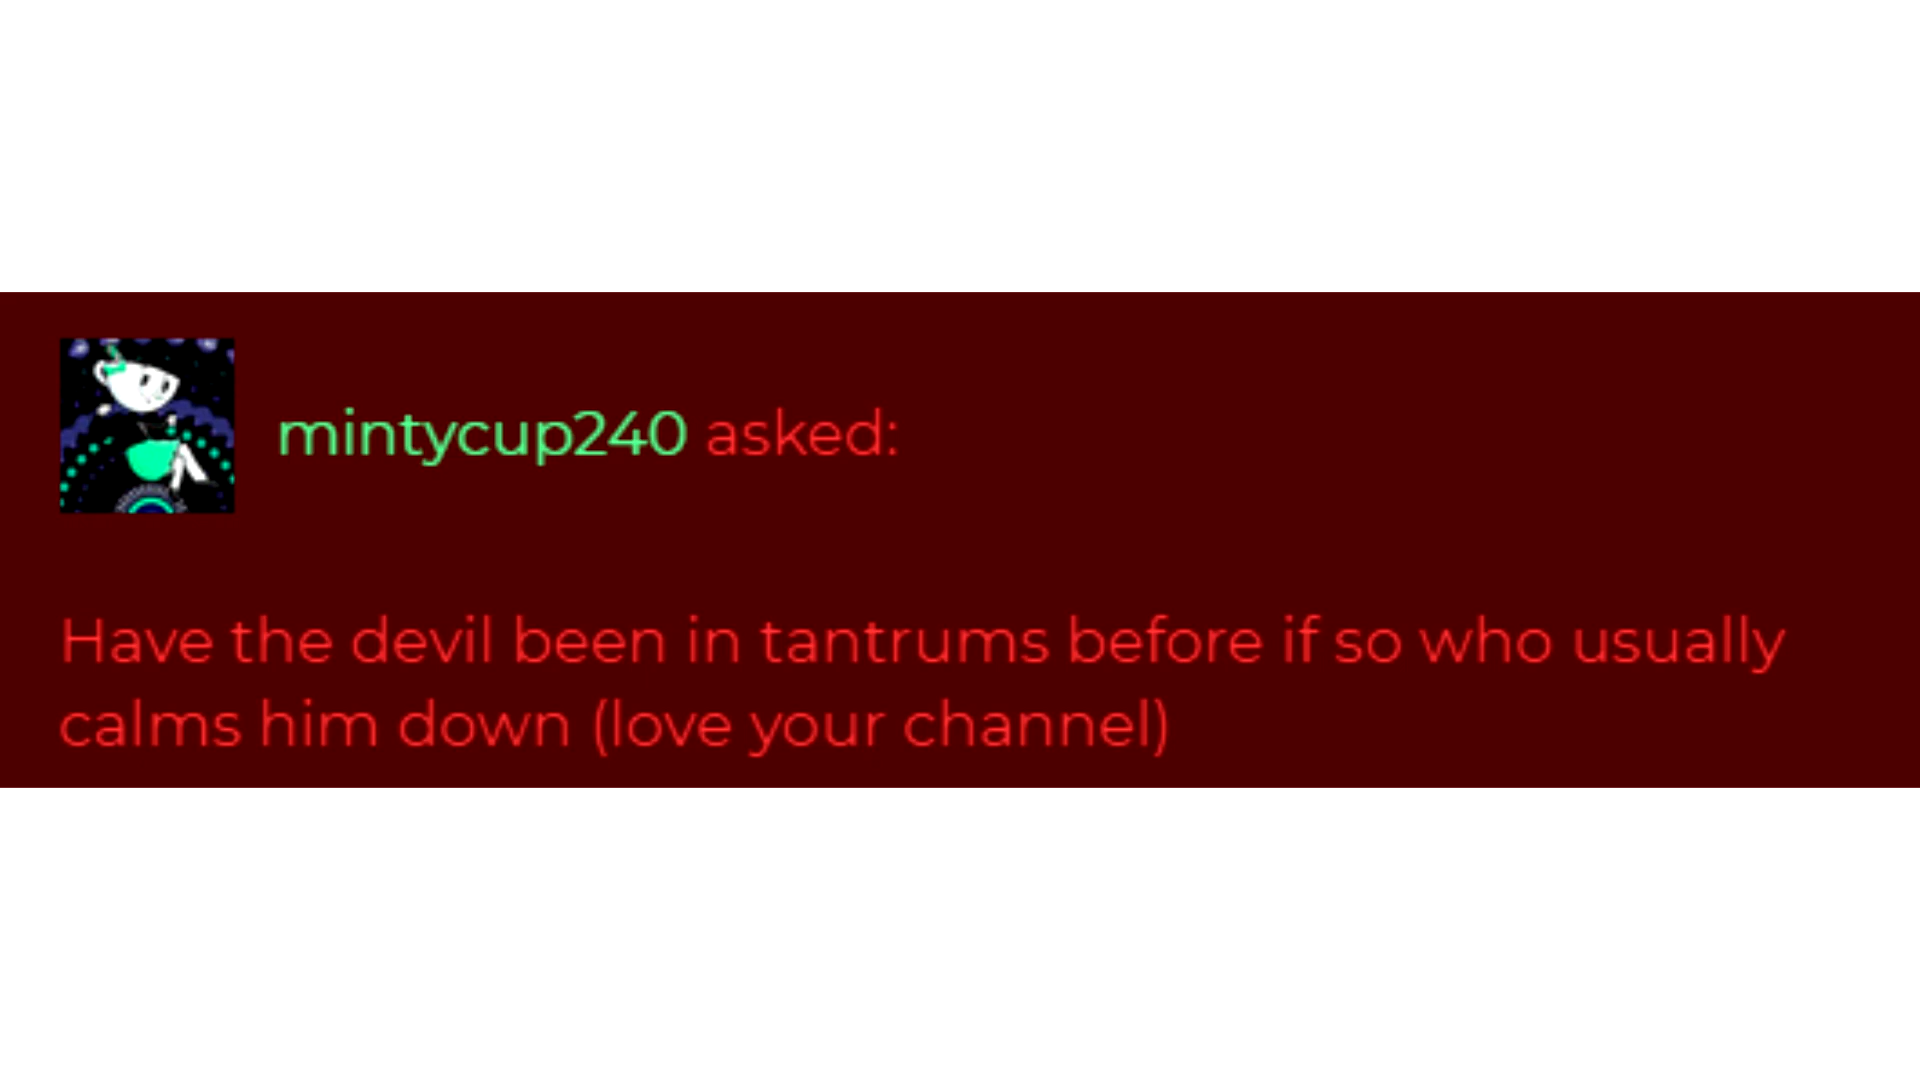 mintycup240 asked:
Have the devil been in tantrums before if so who usually
calms him down (love your channel)